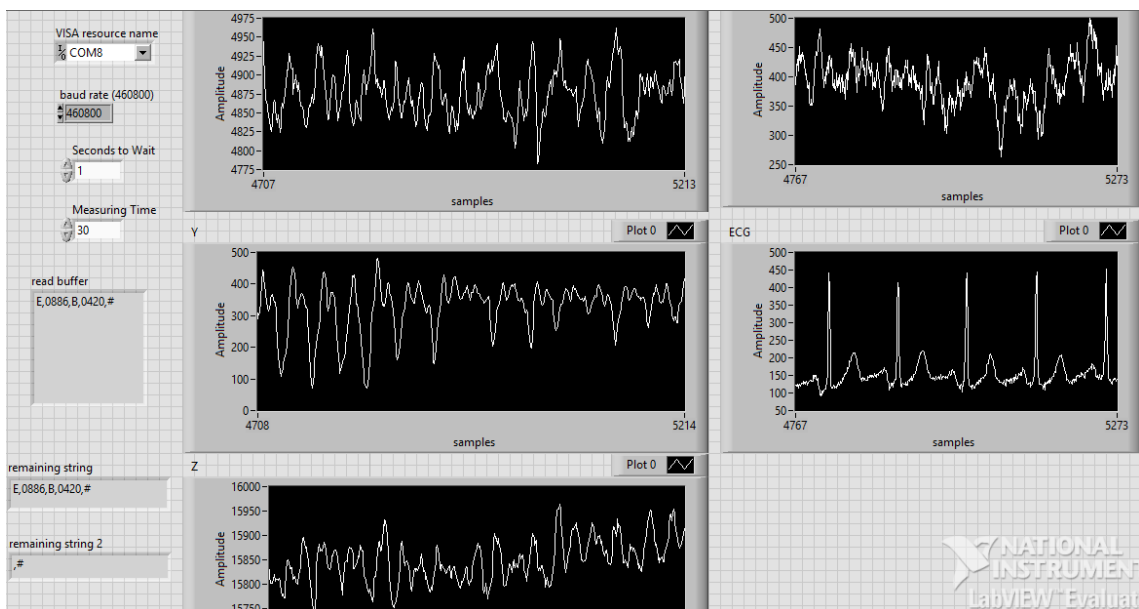 VISA resource name
COM8
baud rate (460800)
460800
Seconds to Wait
1
Measuring Time
30
read buffer
E,0886,B,0420,#
remaining string
E,0886,B,0420,#
remaining string 2
,#
Amplitude
4975
4950
4925
4900
4875
4850
4825
4800
4775
4707
5213
samples
Amplitude
500
450
400
350
300
250
4767
5273
samples
Y
Plot 0
Amplitude
500
400
300
200
100
0
4708
5214
samples
ECG
Plot 0
Amplitude
500
450
400
350
300
250
200
150
100
50
4767
5273
samples
Z
Plot 0
Amplitude
16000
15950
15900
15850
15800
15750
NATIONAL
INSTRUMENT
LabVIEW™ Evaluat